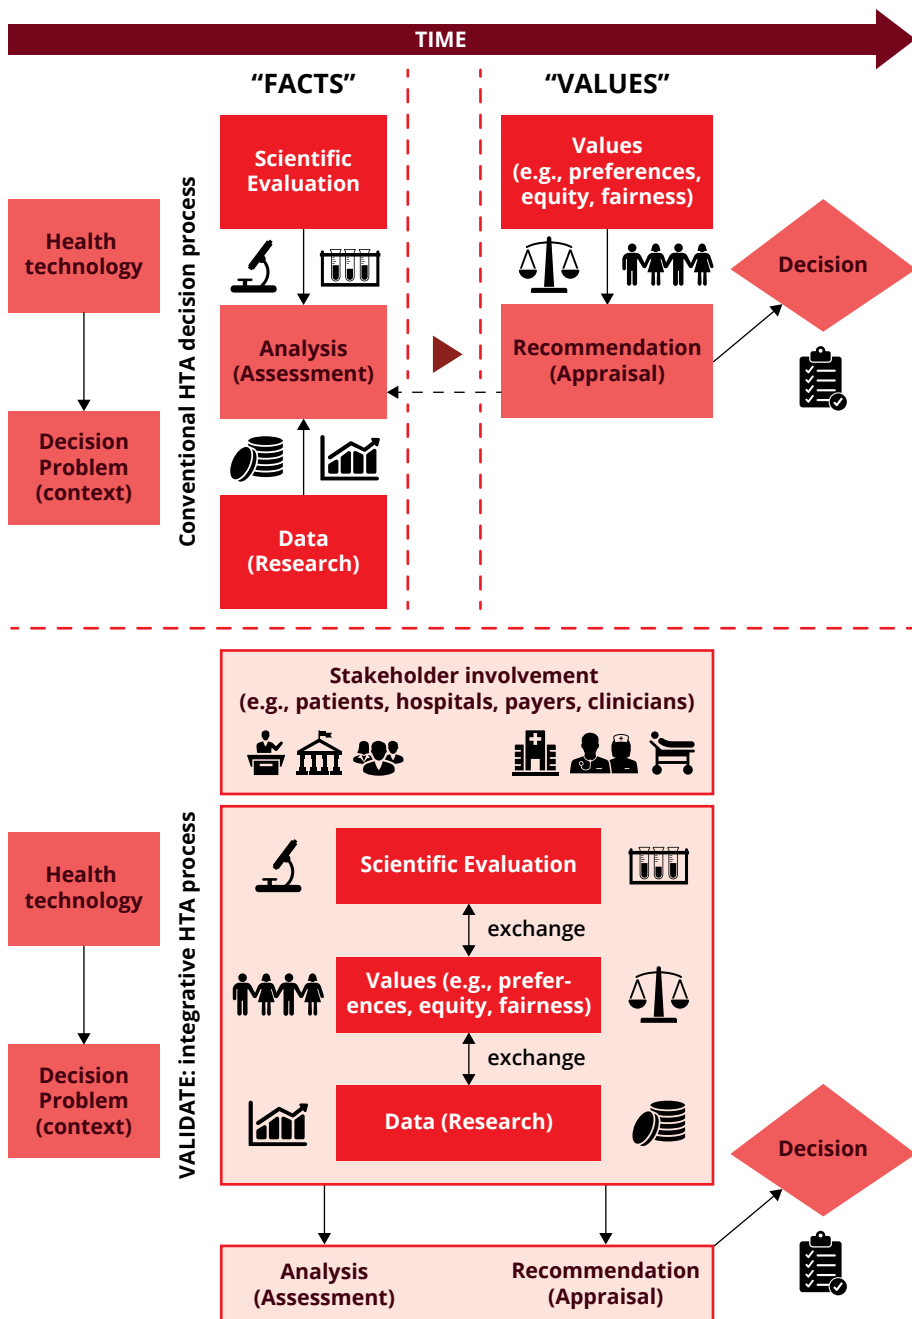 TIME
“FACTS”
“VALUES”
Conventional HTA decision process
Health
technology
Decision
Problem
(context)
Scientific
Evaluation
Analysis
(Assessment)
Data
(Research)
Values
(e.g., preferences,
equity, fairness)
Recommendation
(Appraisal)
Decision
VALIDATE: integrative HTA process
Stakeholder involvement
(e.g., patients, hospitals, payers, clinicians)
Health
technology
Decision
Problem
(context)
Scientific Evaluation
exchange
Values (e.g., prefer-
ences, equity, fairness)
exchange
Data (Research)
Analysis
(Assessment)
Recommendation
(Appraisal)
Decision